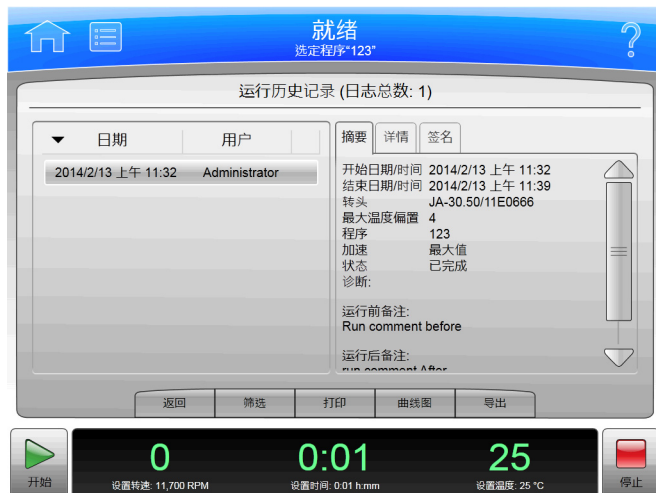 就绪
选定程序“123”
?
运行历史记录 (日志总数: 1)
日期 用户
2014/2/13 上午 11:32 Administrator
摘要 详情 签名
开始日期/时间 2014/2/13 上午 11:32
结束日期/时间 2014/2/13 上午 11:39
转头 JA-30.50/11E0666
最大温度偏置 4
程序 123
加速 最大值
状态 已完成
诊断:
运行前备注:
Run comment before
运行后备注:
run comment After
返回 筛选 打印 曲线图 导出
开始
0
设置转速: 11,700 RPM
0:01
设置时间: 0:01 h:mm
25
设置温度: 25 °C
停止